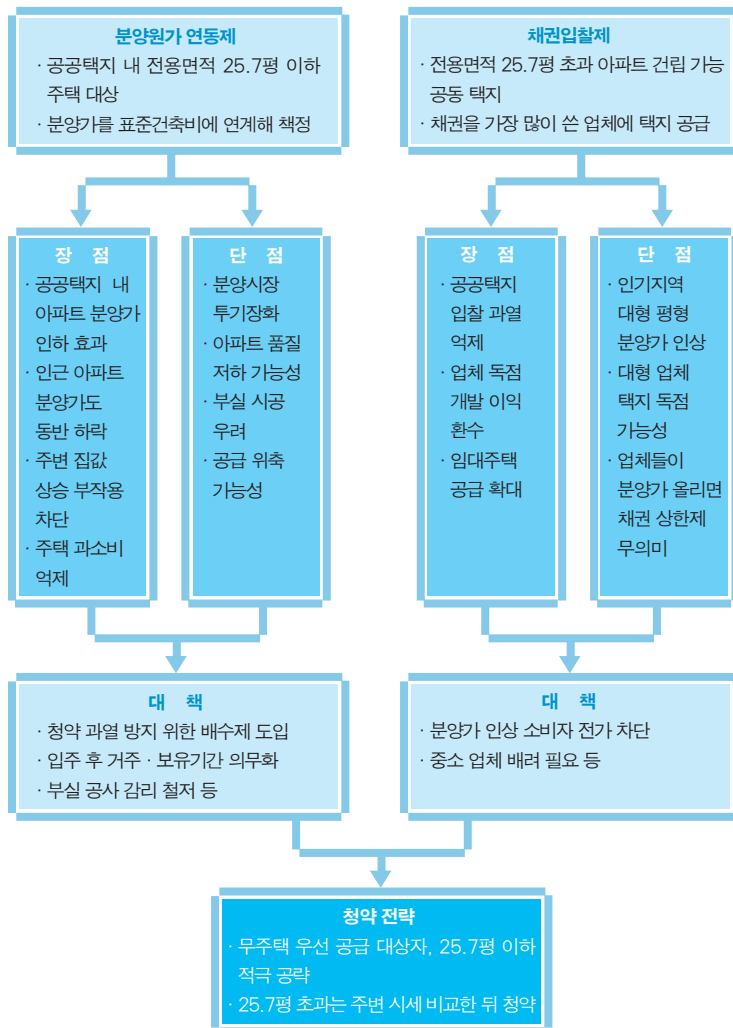 분양원가 연동제
· 공공택지 내 전용면적 25.7평 이하
주택 대상
· 분양가를 표준건축비에 연계해 책정
채권입찰제
· 전용면적 25.7평 초과 아파트 건립 가능
공동 택지
· 채권을 가장 많이 쓴 업체에 택지 공급
장 점
· 공공택지 내
아파트 분양가
인하 효과
· 인근 아파트
분양가도
동반 하락
· 주변 집값
상승 부작용
차단
· 주택 과소비
억제
단 점
· 분양시장
투기장화
· 아파트 품질
저하 가능성
· 부실 시공
우려
· 공급 위축
가능성
장 점
· 공공택지
입찰 과열
억제
· 업체 독점
개발 이익
환수
· 임대주택
공급 확대
단 점
· 인기지역
대형 평형
분양가 인상
· 대형 업체
택지 독점
가능성
· 업체들이
분양가 올리면
채권 상한제
무의미
대 책
· 청약 과열 방지 위한 배수제 도입
· 입주 후 거주 · 보유기간 의무화
· 부실 공사 감리 철저 등
대 책
· 분양가 인상 소비자 전가 차단
· 중소 업체 배려 필요 등
청약 전략
· 무주택 우선 공급 대상자, 25.7평 이하
적극 공략
· 25.7평 초과는 주변 시세 비교한 뒤 청약